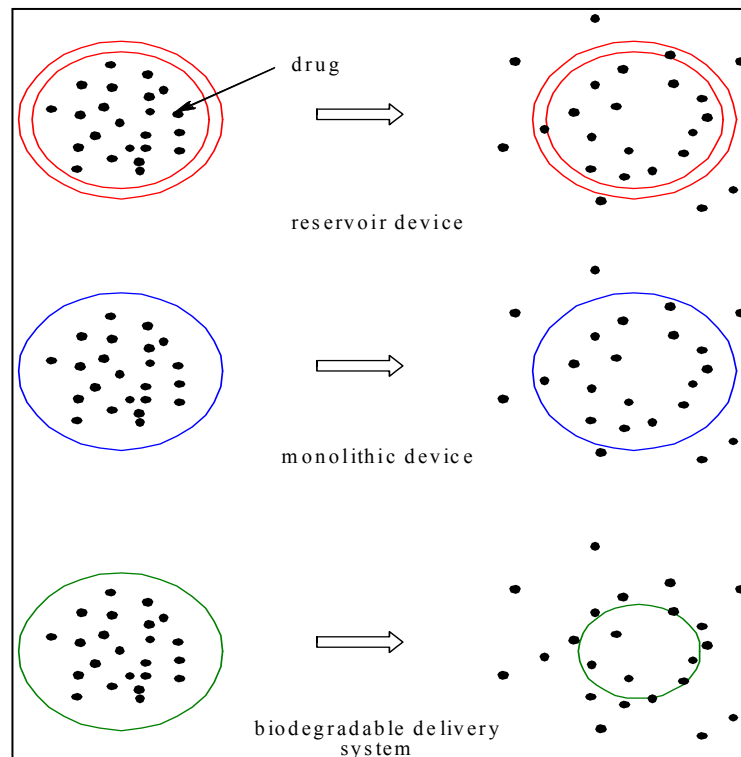 drug
reservoir device
monolithic device
biodegradable delivery
system